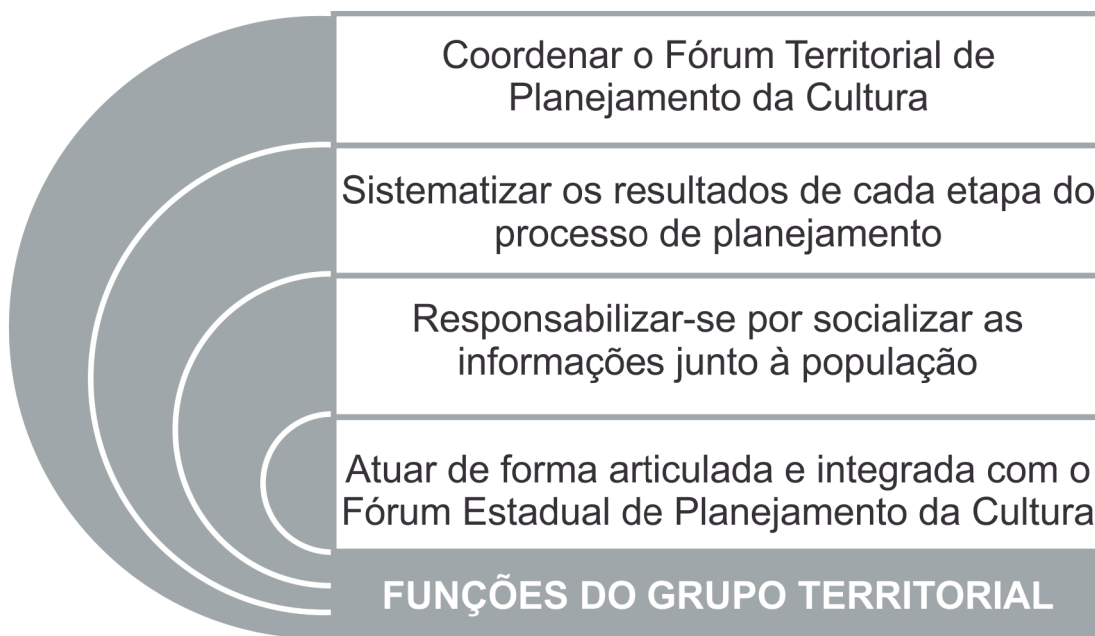 Coordenar o Fórum Territorial de
Planejamento da Cultura
Sistematizar os resultados de cada etapa do
processo de planejamento
Responsabilizar-se por socializar as
informações junto à população
Atuar de forma articulada e integrada com o
Fórum Estadual de Planejamento da Cultura
FUNÇÕES DO GRUPO TERRITORIAL